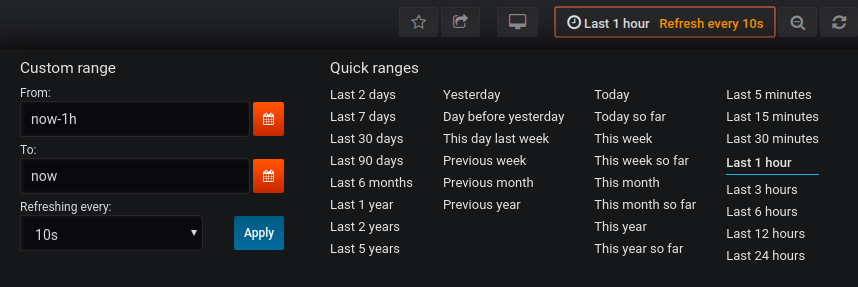 Last 1 hour Refresh every 10s
Custom range
From:
now-1h
To:
now
Refreshing every:
10s
Apply
Quick ranges
Last 2 days
Last 7 days
Last 30 days
Last 90 days
Last 6 months
Last 1 year
Last 2 years
Last 5 years
Yesterday
Day before yesterday
This day last week
Previous week
Previous month
Previous year
Today
Today so far
This week
This week so far
This month
This month so far
This year
This year so far
Last 5 minutes
Last 15 minutes
Last 30 minutes
Last 1 hour
Last 3 hours
Last 6 hours
Last 12 hours
Last 24 hours